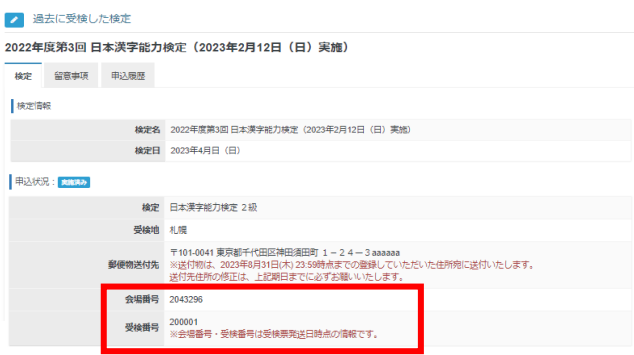 過去に受検した検定
2022年度第3回 日本漢字能力検定（2023年2月12日（日）実施）
検定 留意事項 申込履歴
検定情報
検定名 2022年度第3回 日本漢字能力検定（2023年2月12日（日）実施）
検定日 2023年4月日（日）
申込状況：実施済み
検定 日本漢字能力検定 2級
受検地 札幌
郵便物送付先 〒101-0041 東京都千代田区神田須田町 1－24－3 aaaaaa
※送付物は、2023年8月31日(木) 23:59時点までの登録していただいた住所宛に送付いたします。
送付先住所の修正は、上記期日までに必ずお願いいたします。
会場番号 2043296
受検番号 200001
※会場番号・受検番号は受検票発送日時点の情報です。